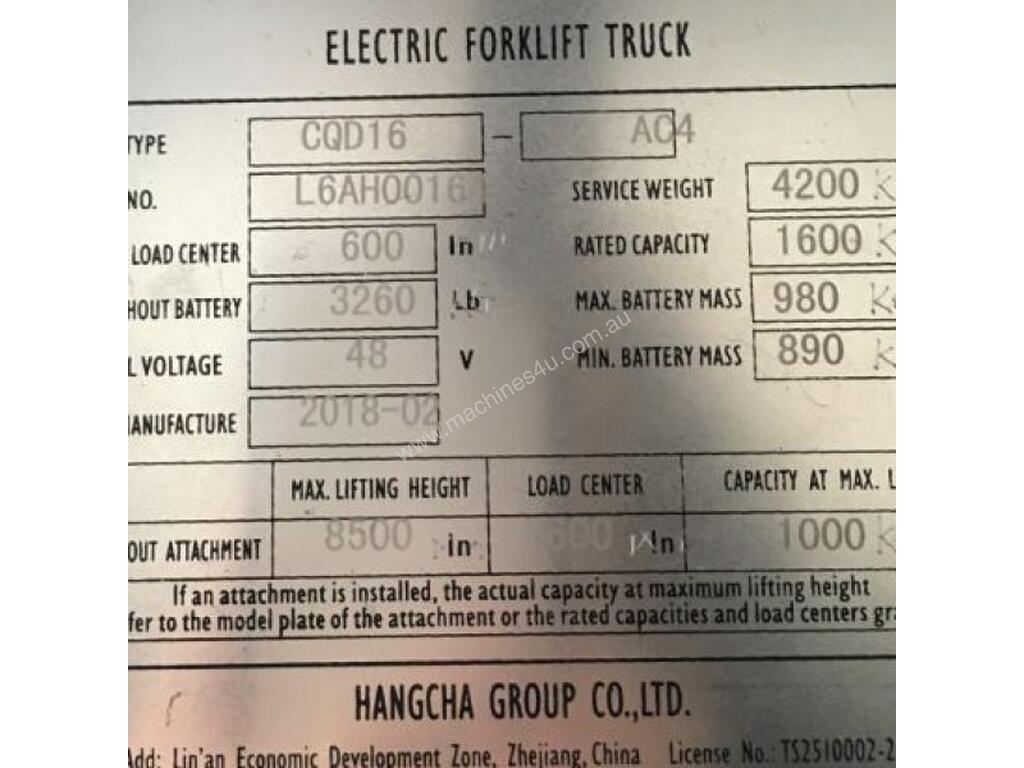 ELECTRIC FORKLIFT TRUCK
TYPE CQD16 - AC4
NO. L6AH0016
SERVICE WEIGHT 4200 K
LOAD CENTER 600 In
RATED CAPACITY 1600 K
HOUT BATTERY 3260 Lb
MAX. BATTERY MASS 980 K
L VOLTAGE 48 V
MIN. BATTERY MASS 890 K
ANUFACTURE 2018-02
www.machines4u.com.au
MAX. LIFTING HEIGHT LOAD CENTER CAPACITY AT MAX. L
OUT ATTACHMENT 8500 in 600 In 1000 K
If an attachment is installed, the actual capacity at maximum lifting height
fer to the model plate of the attachment or the rated capacities and load centers gra
HANGCHA GROUP CO.,LTD.
Add: Lin'an Economic Development Zone, Zhejiang, China License No.: TS2510002-2